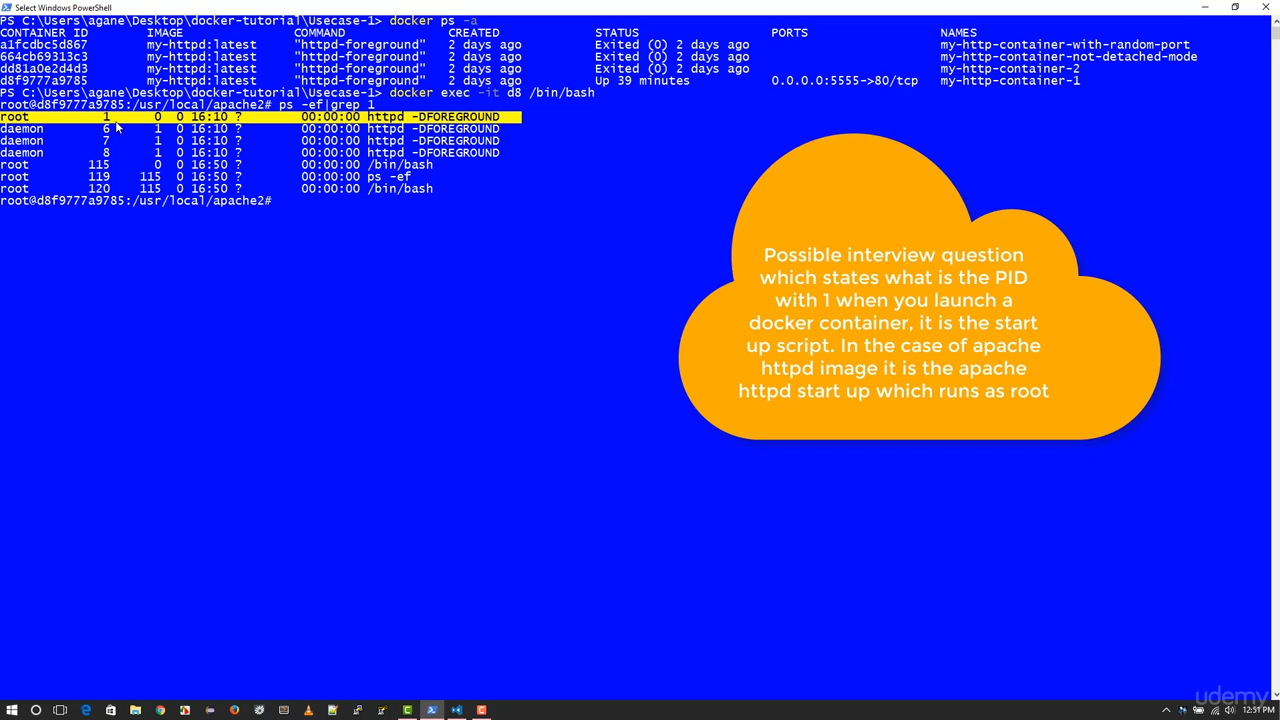 Select Windows PowerShell
PS C:\Users\agane\Desktop\docker-tutorial\Usecase-1> docker ps -a
CONTAINER ID IMAGE COMMAND CREATED STATUS PORTS NAMES
a1fcdbc5d867 my-httpd:latest "httpd-foreground" 2 days ago Exited (0) 2 days ago my-http-container-with-random-port
664cb69313c3 my-httpd:latest "httpd-foreground" 2 days ago Exited (0) 2 days ago my-http-container-not-detached-mode
dd81a0e2d4d3 my-httpd:latest "httpd-foreground" 2 days ago Exited (0) 2 days ago my-http-container-2
d8f9777a9785 my-httpd:latest "httpd-foreground" 2 days ago Up 39 minutes 0.0.0.0:5555->80/tcp my-http-container-1
PS C:\Users\agane\Desktop\docker-tutorial\Usecase-1> docker exec -it d8 /bin/bash
root@d8f9777a9785:/usr/local/apache2# ps -ef|grep 1
root 1 0 0 16:10 ? 00:00:00 httpd -DFOREGROUND
daemon 6 1 0 16:10 ? 00:00:00 httpd -DFOREGROUND
daemon 7 1 0 16:10 ? 00:00:00 httpd -DFOREGROUND
daemon 8 1 0 16:10 ? 00:00:00 httpd -DFOREGROUND
root 115 0 0 16:50 ? 00:00:00 /bin/bash
root 119 115 0 16:50 ? 00:00:00 ps -ef
root 120 115 0 16:50 ? 00:00:00 /bin/bash
root@d8f9777a9785:/usr/local/apache2#
Possible interview question
which states what is the PID
with 1 when you launch a
docker container, it is the start
up script. In the case of apache
httpd image it is the apache
httpd start up which runs as root
udemy
12:51 PM